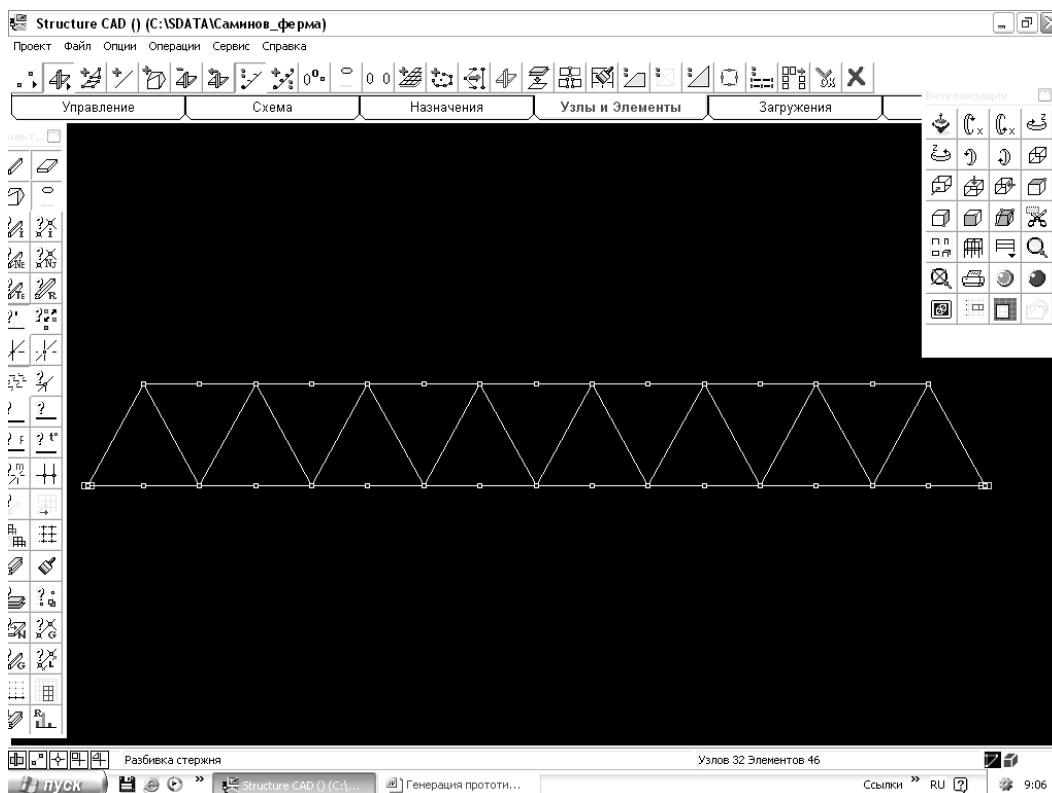 Structure CAD () (C:\SDATA\Саминов_ферма)
Проект Файл Опции Операции Сервис Справка
Управление Схема Назначения Узлы и Элементы Загружения
Визуализация
Разбивка стержня Узлов 32 Элементов 46
пуск Structure CAD () (C:\... Генерация прототи... Ссылки » RU 9:06